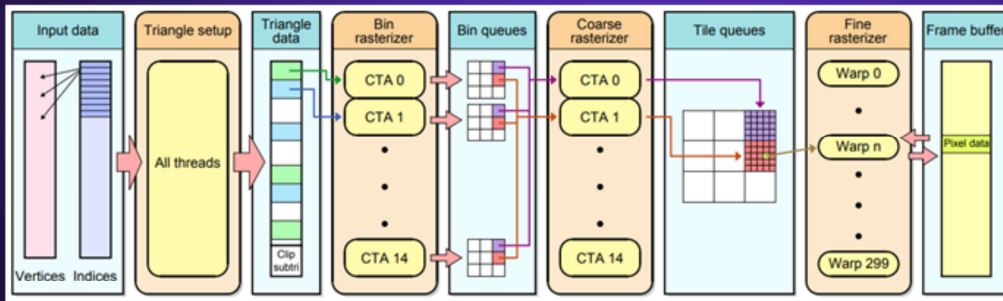 Input data
Triangle setup
Triangle
data
Bin
rasterizer
Bin queues
Coarse
rasterizer
Tile queues
Fine
rasterizer
Frame buffer
Vertices
Indices
All threads
Clip
subtri
CTA 0
CTA 1
CTA 14
CTA 0
CTA 1
CTA 14
Warp 0
Warp n
Warp 299
Pixel data